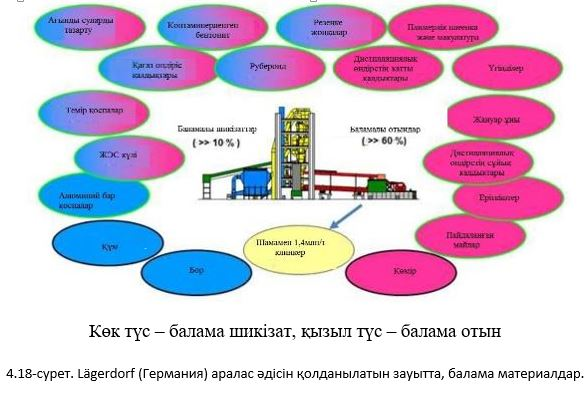 Ағынды суларды
тазарту
Контаминирленген
бентонит
Резеңке
жоңқалар
Полимерлік пленка
және макулатура
Қағаз өндіріс
қалдықтары
Рубероид
Дистилляциялық
өндірістің қатты
қалдықтары
Үгінділер
Темір қоспалар
Баламалы шикізаттар
( >> 10 % )
Баламалы отындар
(>> 60 %)
Жануар ұны
ЖЭС күлі
Дистилляциялық
өндірістің сұйық
қалдықтары
Алюминий бар
қоспалар
Еріткіштер
Құм
Шамамен 1,4млн/т
клинкер
Пайдаланған
майлар
Бор
Көмір
Көк түс – балама шикізат, қызыл түс – балама отын
4.18-сурет. Lägerdorf (Германия) аралас әдісін қолданылатын зауытта, балама материалдар.